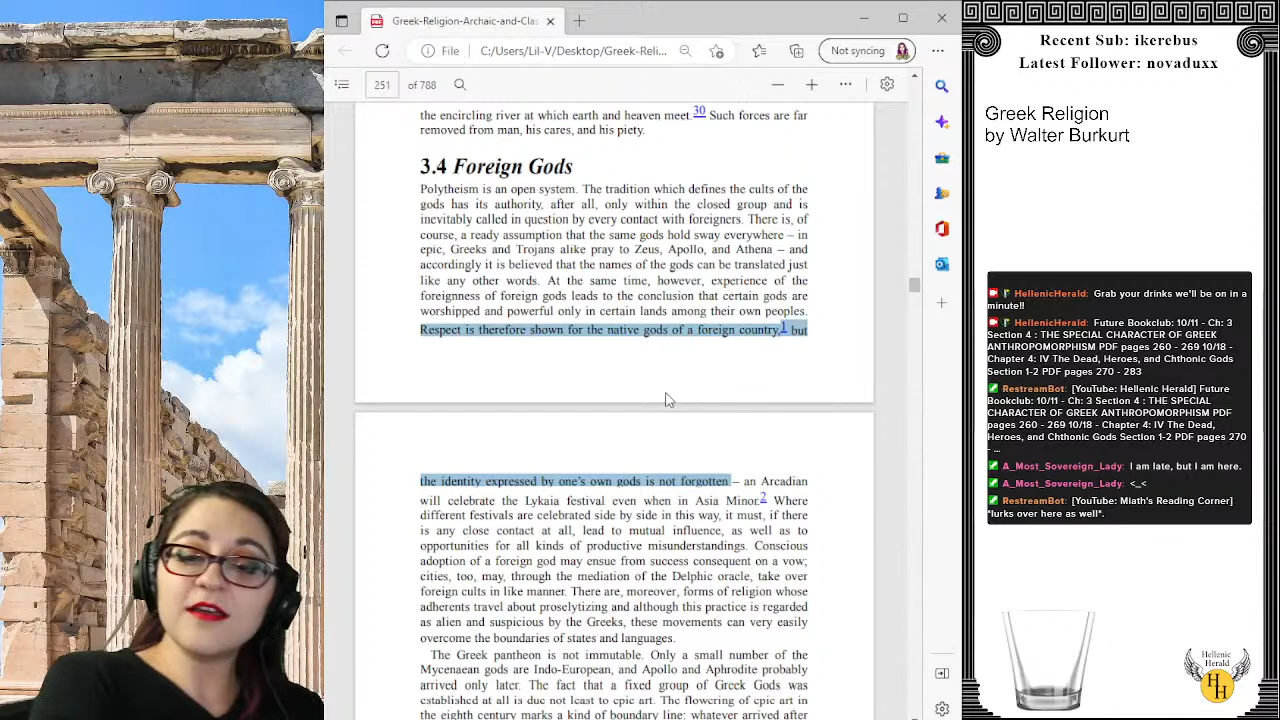 Greek-Religion-Archaic-and-Cla
File
C:/Users/Lil-V/Desktop/Greek-Reli...
Not syncing
251 of 788
the encircling river at which earth and heaven meet.30 Such forces are far
removed from man, his cares, and his piety.
3.4 Foreign Gods
Polytheism is an open system. The tradition which defines the cults of the
gods has its authority, after all, only within the closed group and is
inevitably called in question by every contact with foreigners. There is, of
course, a ready assumption that the same gods hold sway everywhere – in
epic, Greeks and Trojans alike pray to Zeus, Apollo, and Athena – and
accordingly it is believed that the names of the gods can be translated just
like any other words. At the same time, however, experience of the
foreignness of foreign gods leads to the conclusion that certain gods are
worshipped and powerful only in certain lands among their own peoples.
Respect is therefore shown for the native gods of a foreign country,1 but
the identity expressed by one's own gods is not forgotten – an Arcadian
will celebrate the Lykaia festival even when in Asia Minor.2 Where
different festivals are celebrated side by side in this way, it must, if there
is any close contact at all, lead to mutual influence, as well as to
opportunities for all kinds of productive misunderstandings. Conscious
adoption of a foreign god may ensue from success consequent on a vow;
cities, too, may, through the mediation of the Delphic oracle, take over
foreign cults in like manner. There are, moreover, forms of religion whose
adherents travel about proselytizing and although this practice is regarded
as alien and suspicious by the Greeks, these movements can very easily
overcome the boundaries of states and languages.
The Greek pantheon is not immutable. Only a small number of the
Mycenaean gods are Indo-European, and Apollo and Aphrodite probably
arrived only later. The fact that a fixed group of Greek Gods was
established at all is due not least to epic art. The flowering of epic art in
the eighth century marks a kind of boundary line: whatever arrived after
Recent Sub: ikerebus
Latest Follower: novaduxx
Greek Religion
by Walter Burkurt
HellenicHerald: Grab your drinks we'll be on in a
minute!!
HellenicHerald: Future Bookclub: 10/11 - Ch: 3
Section 4 : THE SPECIAL CHARACTER OF GREEK
ANTHROPOMORPHISM PDF pages 260 - 269 10/18 -
Chapter 4: IV The Dead, Heroes, and Chthonic Gods
Section 1-2 PDF pages 270 - 283
RestreamBot: [YouTube: Hellenic Herald] Future
Bookclub: 10/11 - Ch: 3 Section 4 : THE SPECIAL
CHARACTER OF GREEK ANTHROPOMORPHISM PDF
pages 260 - 269 10/18 - Chapter 4: IV The Dead,
Heroes, and Chthonic Gods Section 1-2 PDF pages 270
- ...
A_Most_Sovereign_Lady: I am late, but I am here.
A_Most_Sovereign_Lady: <_<
RestreamBot: [YouTube: Miath's Reading Corner]
*lurks over here as well*.
Hellenic
Herald
HH